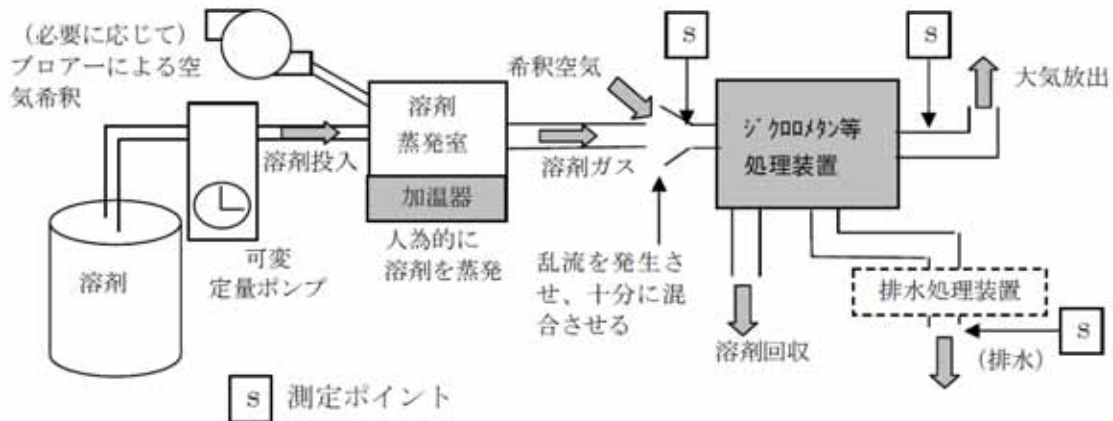 (必要に応じて)
ブロアーによる空
気希釈
溶剤投入
溶剤
可変
定量ポンプ
溶剤
蒸発室
加温器
人為的に
溶剤を蒸発
溶剤ガス
希釈空気
s
乱流を発生さ
せ、十分に混
合させる
ジクロロメタン等
処理装置
s
大気放出
溶剤回収
排水処理装置
s
(排水)
s 測定ポイント